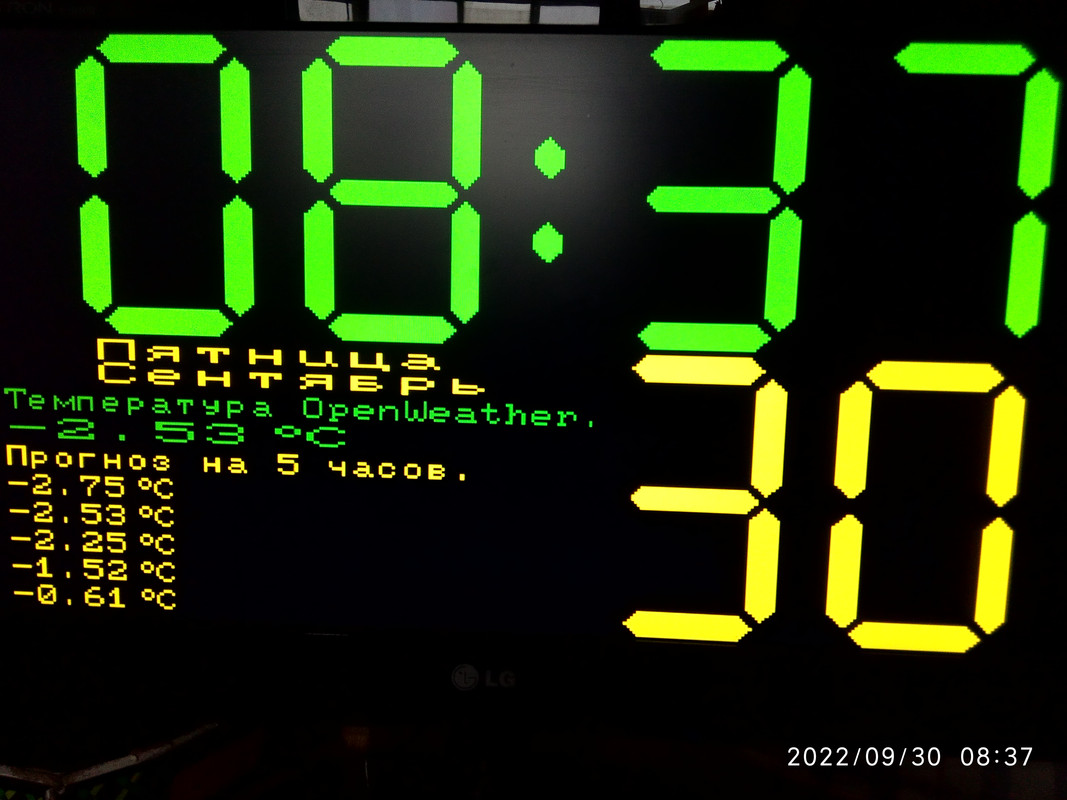 08:37
Пятница
Сентябрь
30
Температура OpenWeather.
-2.53 °C
Прогноз на 5 часов.
-2.75 °C
-2.53 °C
-2.25 °C
-1.52 °C
-0.61 °C
LG
2022/09/30 08:37